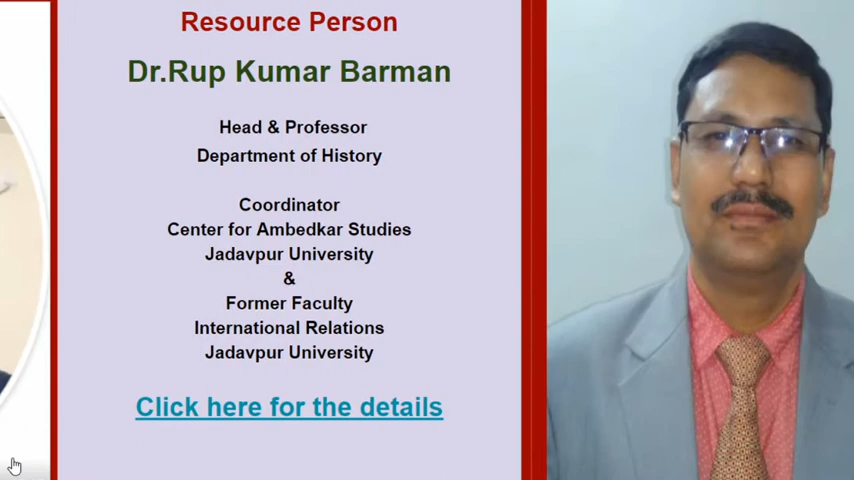 Resource Person
Dr.Rup Kumar Barman
Head & Professor
Department of History
Coordinator
Center for Ambedkar Studies
Jadavpur University
&
Former Faculty
International Relations
Jadavpur University
Click here for the details